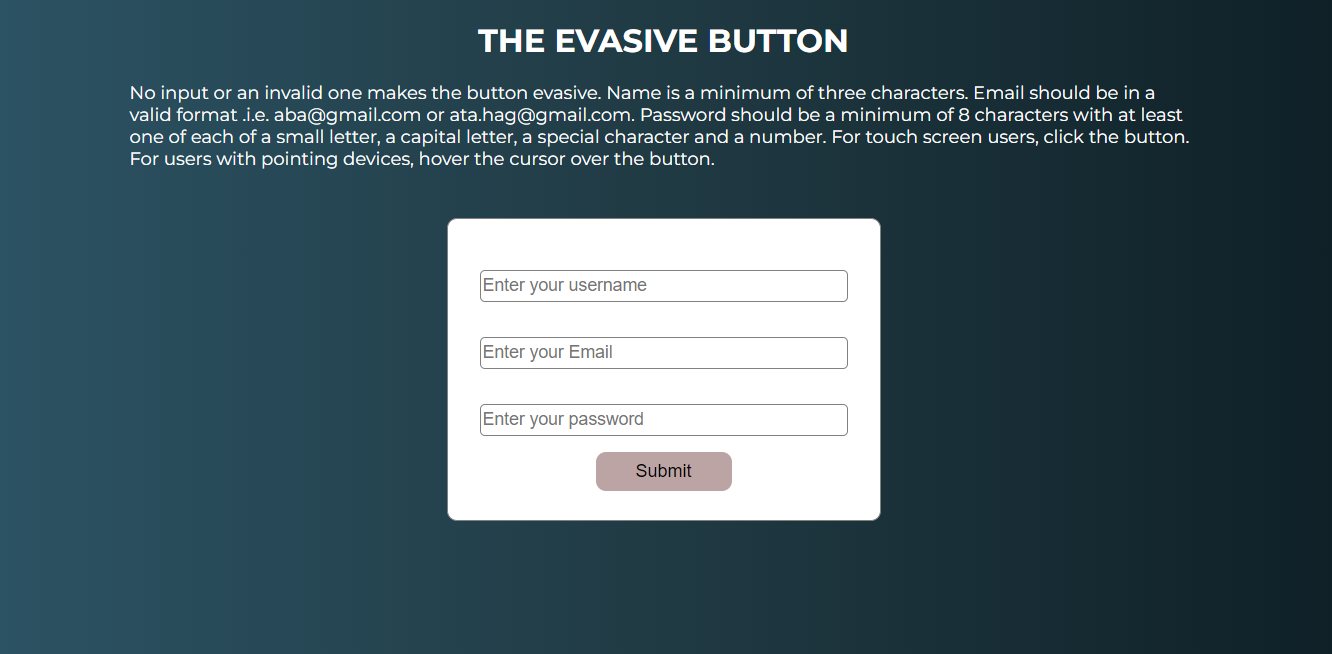 THE EVASIVE BUTTON
No input or an invalid one makes the button evasive. Name is a minimum of three characters. Email should be in a
valid format .i.e. aba@gmail.com or ata.hag@gmail.com. Password should be a minimum of 8 characters with at least
one of each of a small letter, a capital letter, a special character and a number. For touch screen users, click the button.
For users with pointing devices, hover the cursor over the button.
Enter your username
Enter your Email
Enter your password
Submit